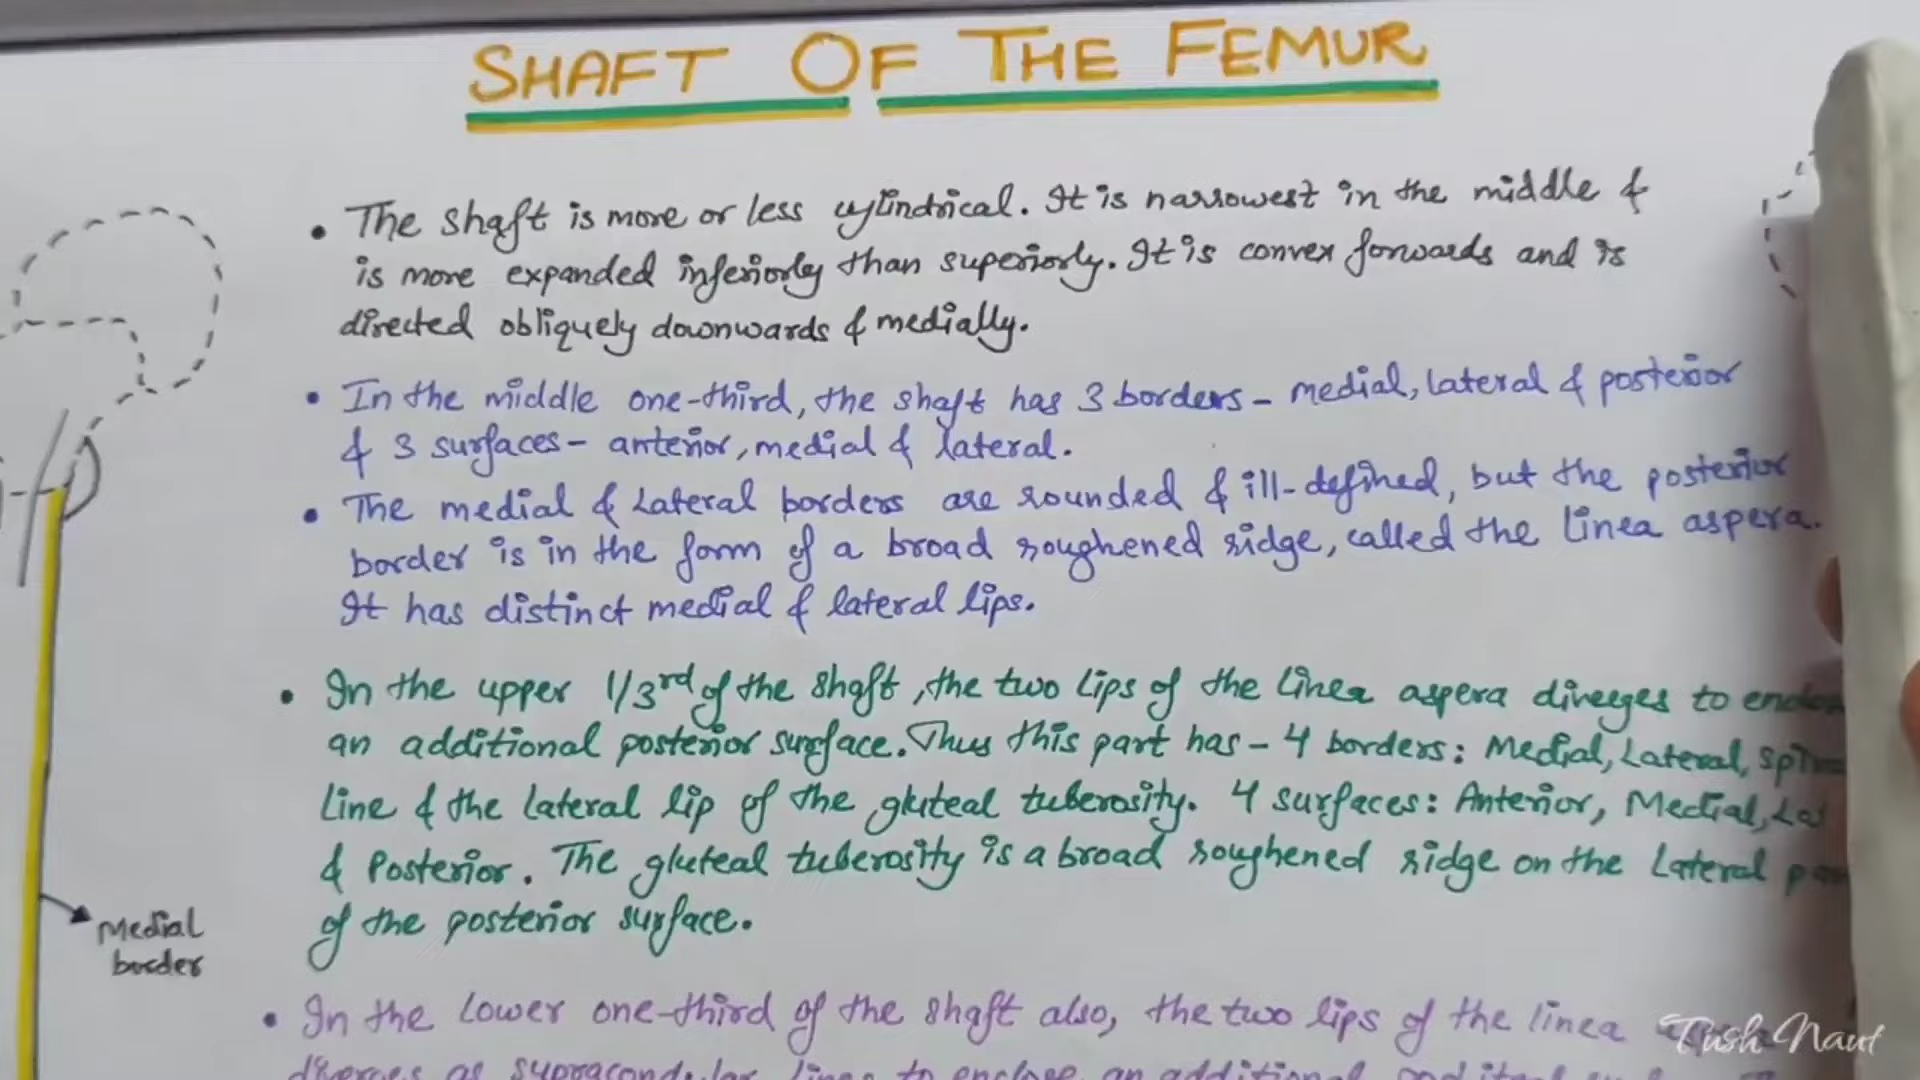 SHAFT OF THE FEMUR
• The shaft is more or less cylindrical. It is narrowest in the middle &
is more expanded inferiorly than superiorly. It is convex forwards and is
directed obliquely downwards & medially.
• In the middle one-third, the shaft has 3 borders - medial, lateral & posterior
& 3 surfaces - anterior, medial & lateral.
• The medial & lateral borders are rounded & ill-defined, but the posterior
border is in the form of a broad roughened ridge, called the linea aspera.
It has distinct medial & lateral lips.
• In the upper 1/3rd of the shaft, the two lips of the linea aspera diverges to
an additional posterior surface. Thus this part has - 4 borders: Medial, Lateral,
line & the lateral lip of the gluteal tuberosity. 4 surfaces: Anterior, Medial,
& Posterior. The gluteal tuberosity is a broad roughened ridge on the lateral
of the posterior surface.
Medial
border
• In the lower one-third of the shaft also, the two lips of the linea
diverges as supracondylar lines to enclose an additional
Tush Naut